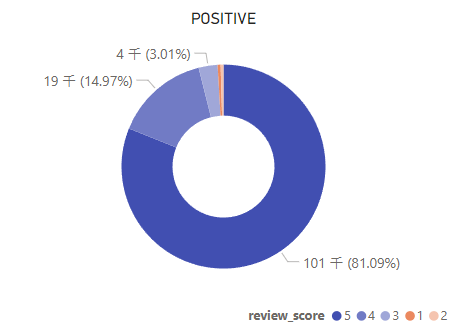 POSITIVE
4 千 (3.01%)
19 千 (14.97%)
101 千 (81.09%)
review_score 5 4 3 1 2